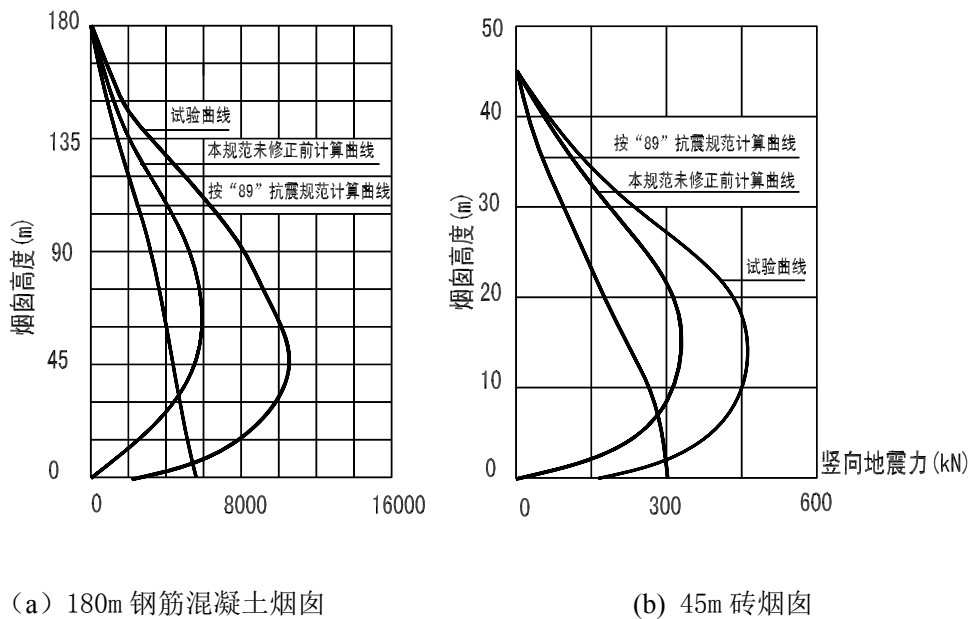 180
135
90
45
0
烟囱高度(m)
试验曲线
本规范未修正前计算曲线
按“89”抗震规范计算曲线
0
8000
16000
50
40
30
20
10
0
烟囱高度(m)
按“89”抗震规范计算曲线
本规范未修正前计算曲线
试验曲线
竖向地震力(kN)
0
300
600
（a）180m 钢筋混凝土烟囱
(b) 45m 砖烟囱